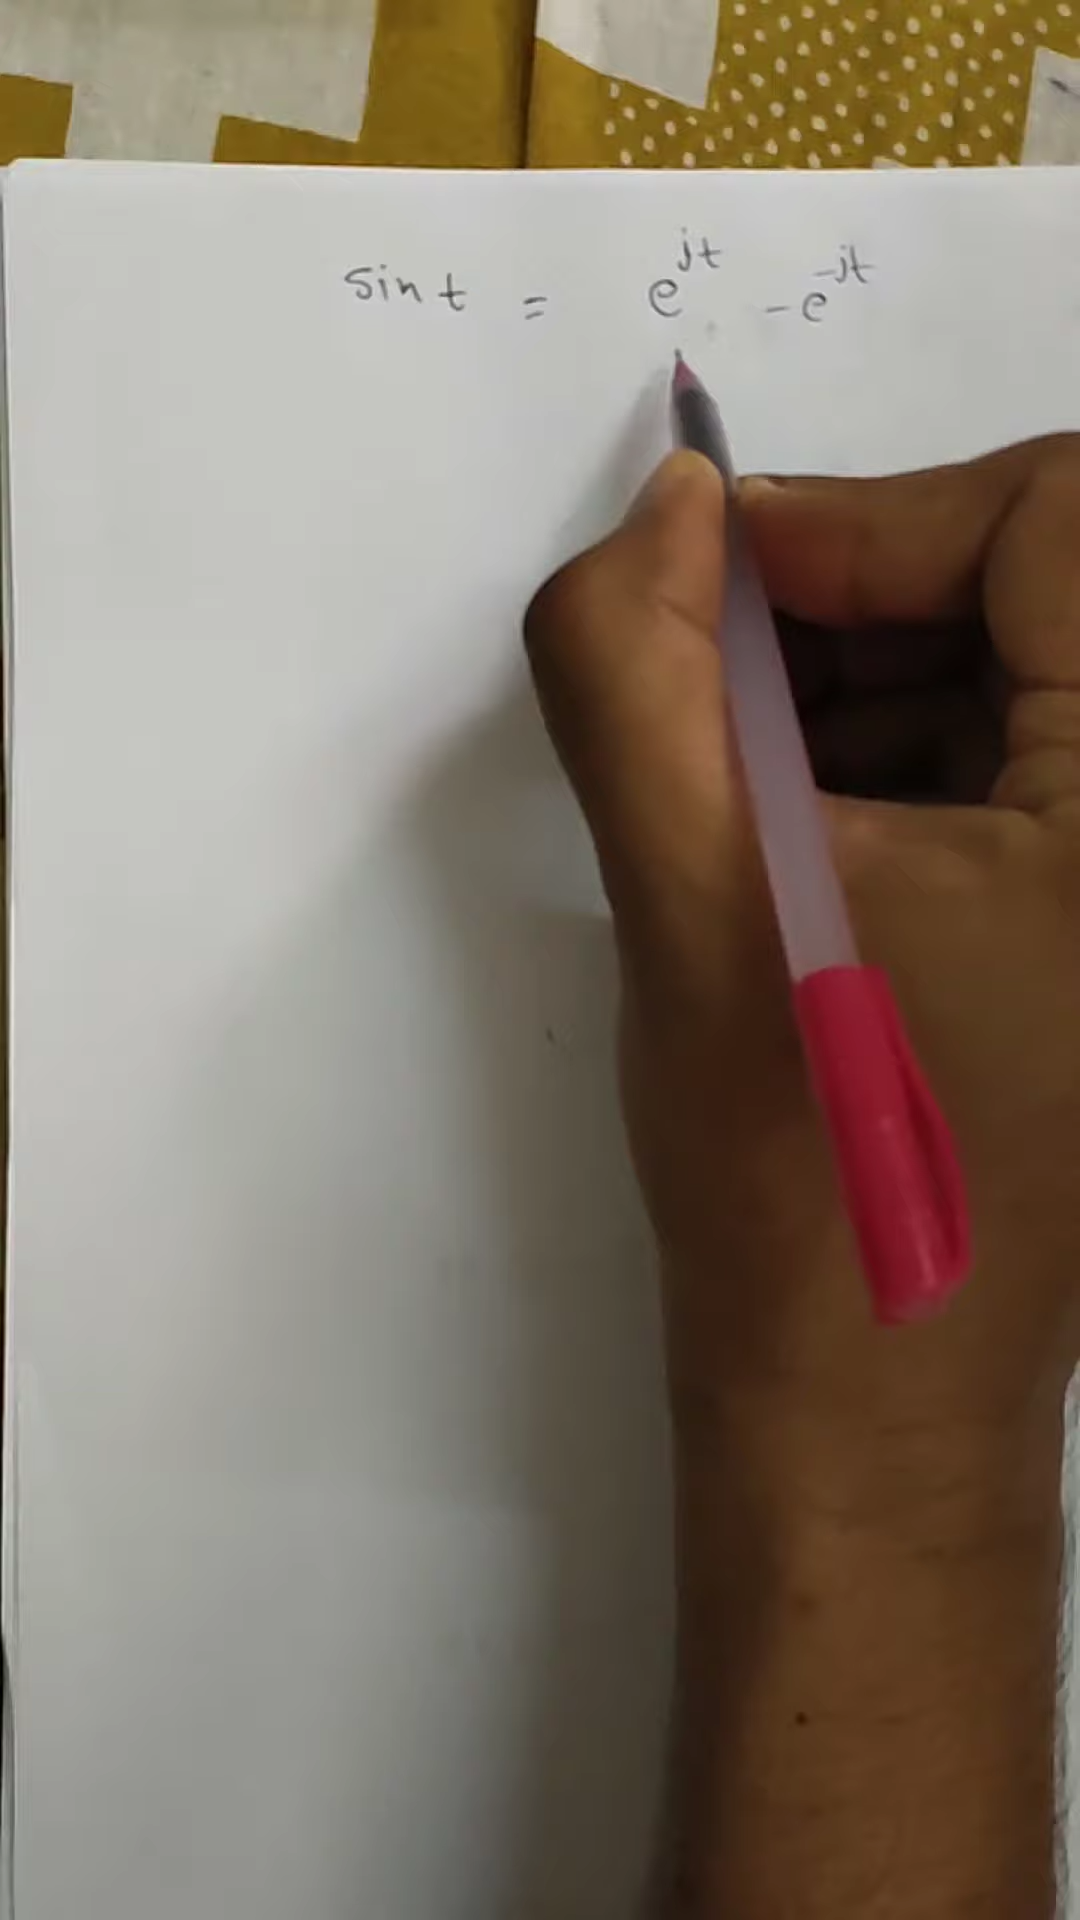 sin t = e^{jt} - e^{-jt}